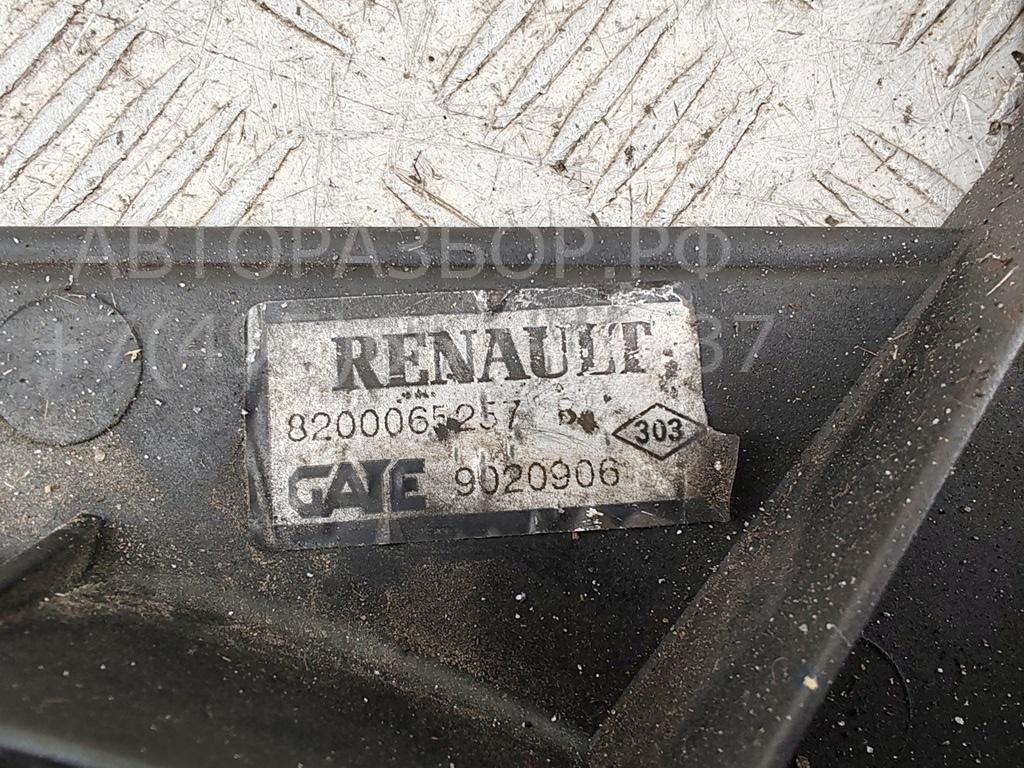 АВТОРАЗБОР.РФ
RENAULT
8200065257
303
GATE 9020906